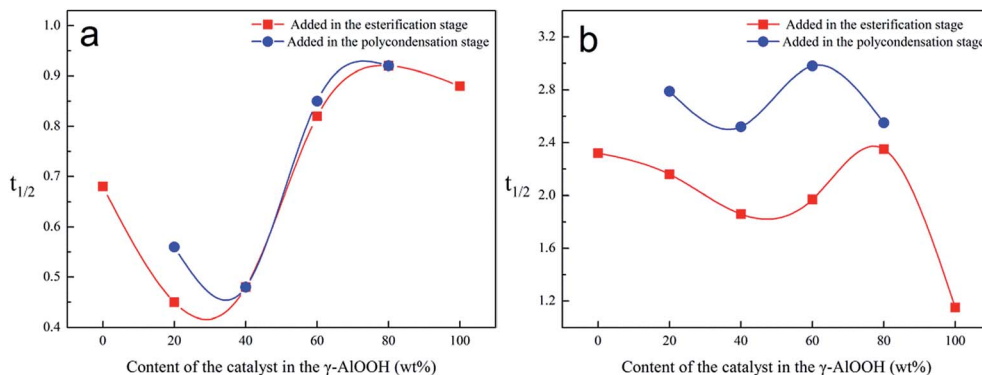 a
Added in the esterification stage
Added in the polycondensation stage
1.0
0.9
0.8
0.7
0.6
0.5
0.4
t1/2
0 20 40 60 80 100
Content of the catalyst in the γ-AlOOH (wt%)
b
Added in the esterification stage
Added in the polycondensation stage
3.2
2.8
2.4
2.0
1.6
1.2
t1/2
0 20 40 60 80 100
Content of the catalyst in the γ-AlOOH (wt%)